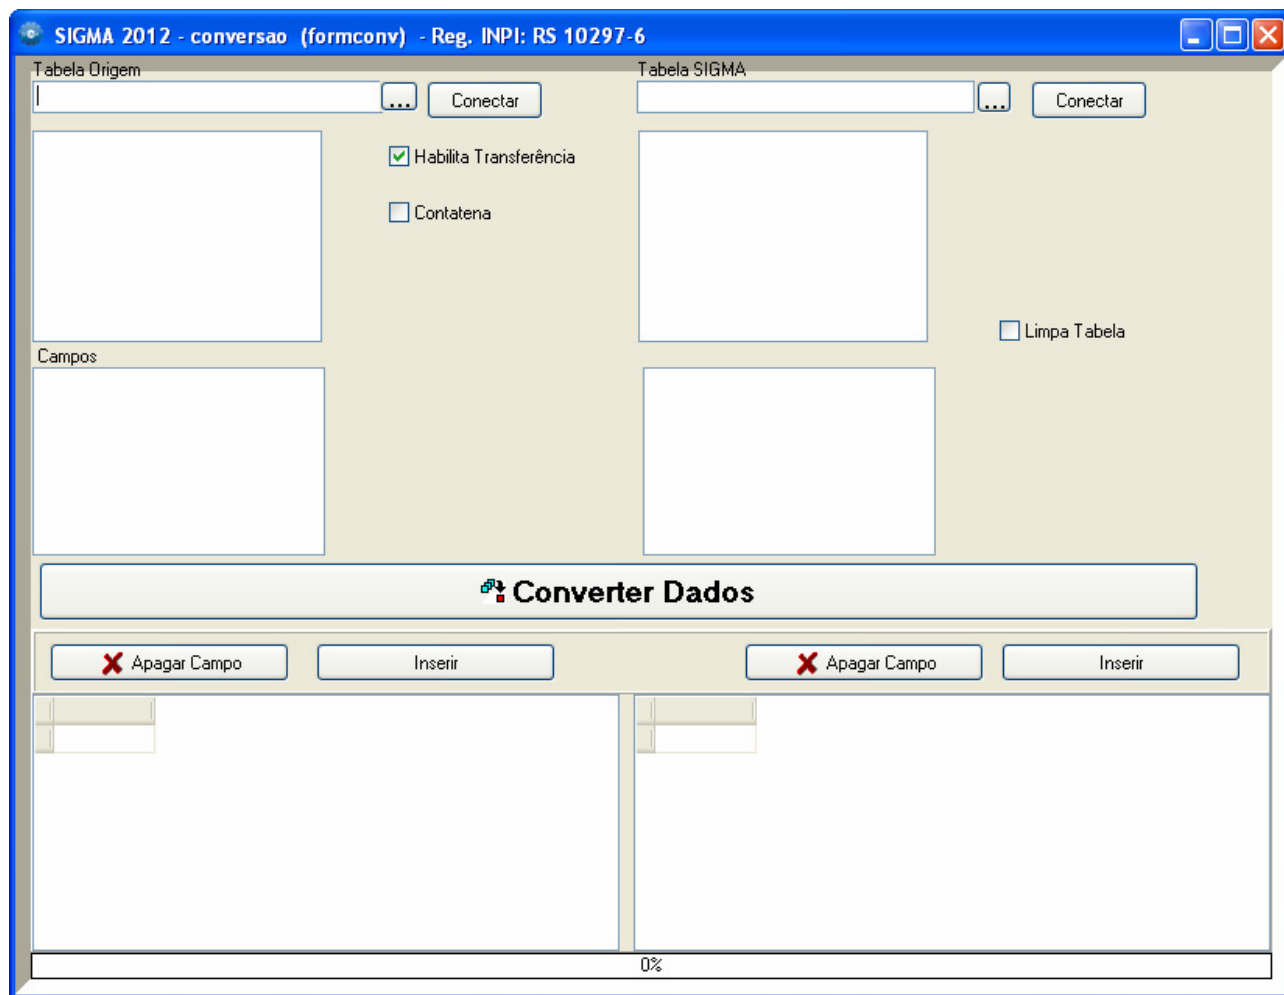 SIGMA 2012 - conversao (formconv) - Reg. INPI: RS 10297-6
Tabela Origem
Tabela SIGMA
...
Conectar
...
Conectar
Habilita Transferência
Contatena
Limpa Tabela
Campos
Converter Dados
Apagar Campo
Inserir
Apagar Campo
Inserir
0%